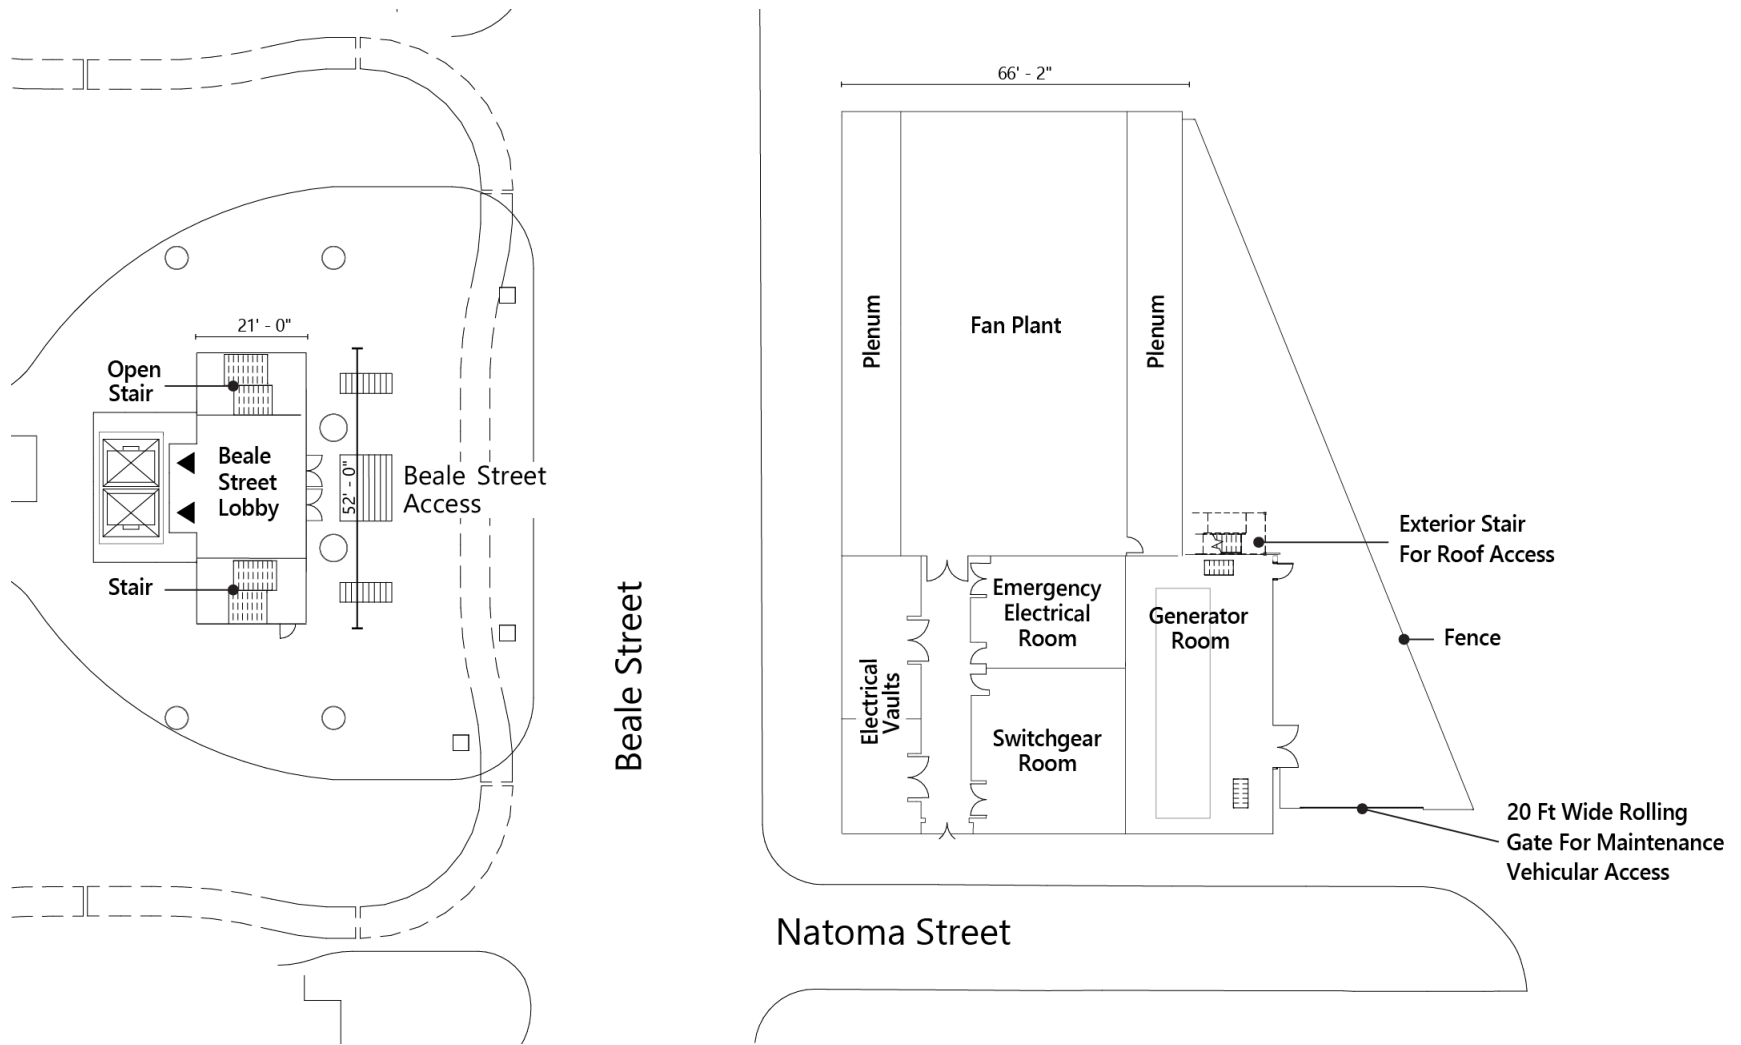 66' - 2"
21' - 0"
Open
Stair
Beale
Street
Lobby
52' - 0"
Beale Street
Access
Stair
Beale Street
Plenum
Fan Plant
Plenum
Exterior Stair
For Roof Access
Emergency
Electrical
Room
Generator
Room
Fence
Electrical
Vaults
Switchgear
Room
20 Ft Wide Rolling
Gate For Maintenance
Vehicular Access
Natoma Street